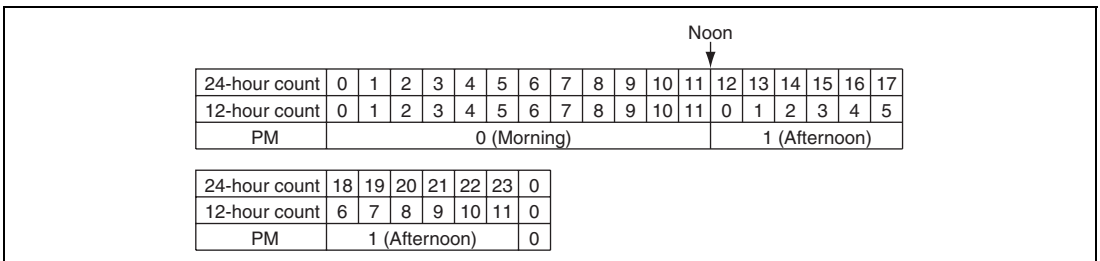 Noon
24-hour count 0 1 2 3 4 5 6 7 8 9 10 11 12 13 14 15 16 17
12-hour count 0 1 2 3 4 5 6 7 8 9 10 11 0 1 2 3 4 5
PM 0 (Morning) 1 (Afternoon)
24-hour count 18 19 20 21 22 23 0
12-hour count 6 7 8 9 10 11 0
PM 1 (Afternoon) 0